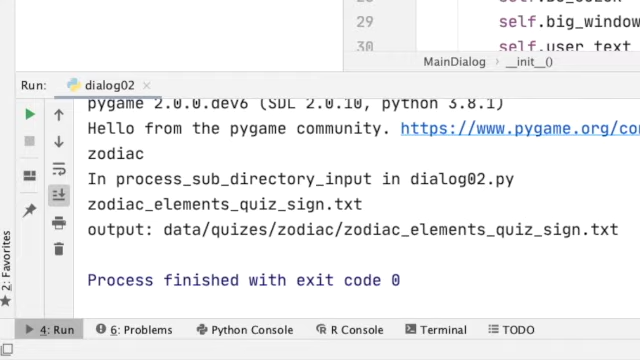 29
self.big_window
30
self.user_text
MainDialog > __init__()
Run: dialog02
pygame 2.0.0.dev6 (SDL 2.0.10, python 3.8.1)
Hello from the pygame community. https://www.pygame.org/con
zodiac
In process_sub_directory_input in dialog02.py
zodiac_elements_quiz_sign.txt
output: data/quizes/zodiac/zodiac_elements_quiz_sign.txt
Process finished with exit code 0
2: Favorites
4: Run 6: Problems Python Console R Console Terminal TODO